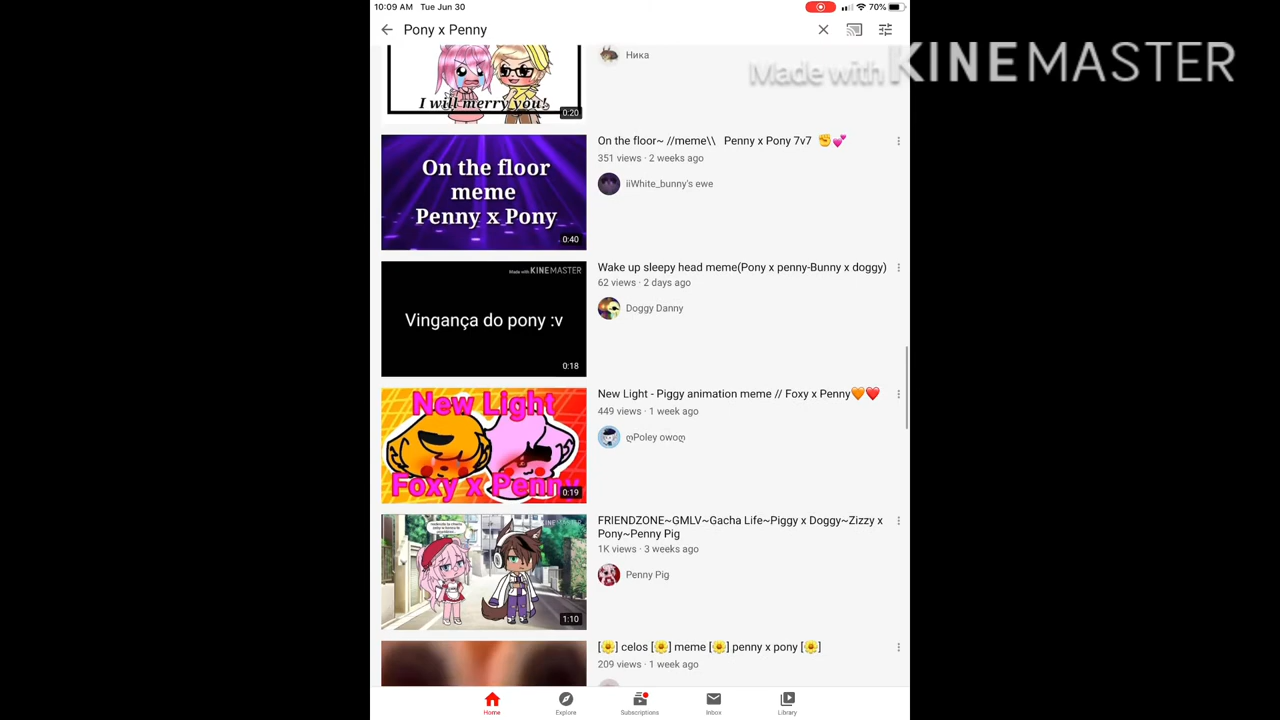 10:09 AM Tue Jun 30
70%
Pony x Penny
Made with KINEMASTER
I will merry you!
0:20
Ника
On the floor
meme
Penny x Pony
0:40
On the floor~ //meme\\ Penny x Pony 7v7 ✊💕
351 views · 2 weeks ago
iiWhite_bunny's ewe
Made with KINEMASTER
Vingança do pony :v
0:18
Wake up sleepy head meme(Pony x penny-Bunny x doggy)
62 views · 2 days ago
Doggy Danny
New Light
Foxy x Penny
0:19
New Light - Piggy animation meme // Foxy x Penny🧡❤️
449 views · 1 week ago
ღPoley owoღ
KINEMASTER
1:10
FRIENDZONE~GMLV~Gacha Life~Piggy x Doggy~Zizzy x
Pony~Penny Pig
1K views · 3 weeks ago
Penny Pig
[🌼] celos [🌼] meme [🌼] penny x pony [🌼]
209 views · 1 week ago
Home
Explore
Subscriptions
Inbox
Library